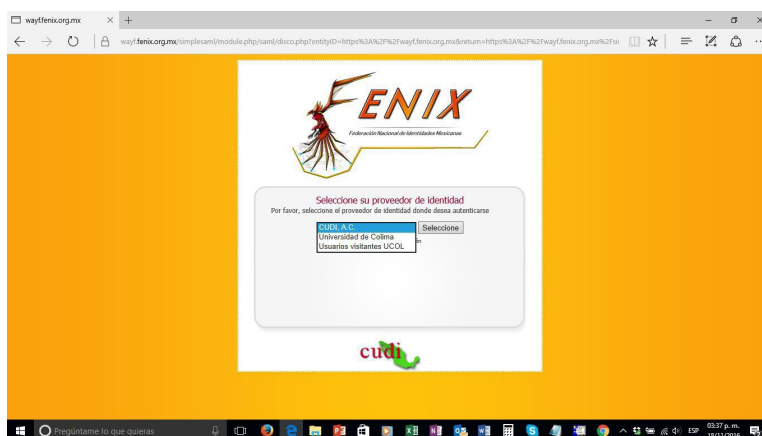 wayf.fenix.org.mx
wayf.fenix.org.mx/simplesaml/module.php/saml/disco.php?entityID=https%3A%2F%2Fwayf.fenix.org.mx&return=https%3A%2F%2Fwayf.fenix.org.mx%2Fsi
FENIX
Federación Nacional de Identidades Mexicanas
Seleccione su proveedor de identidad
Por favor, seleccione el proveedor de identidad donde desea autenticarse
CUDI, A.C.
Seleccione
Universidad de Colima
Usuarios visitantes UCOL
cudi
Pregúntame lo que quieras
ESP
03:37 p. m.
18/11/2016